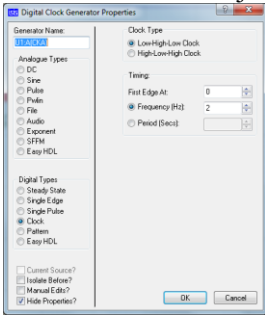 Digital Clock Generator Properties
Generator Name:
U1:A(CKA)
Analogue Types
DC
Sine
Pulse
Pwlin
File
Audio
Exponent
SFFM
Easy HDL
Digital Types
Steady State
Single Edge
Single Pulse
Clock
Pattern
Easy HDL
Current Source?
Isolate Before?
Manual Edits?
Hide Properties?
Clock Type
Low-High-Low Clock
High-Low-High Clock
Timing:
First Edge At: 0
Frequency (Hz): 2
Period (Secs):
OK Cancel